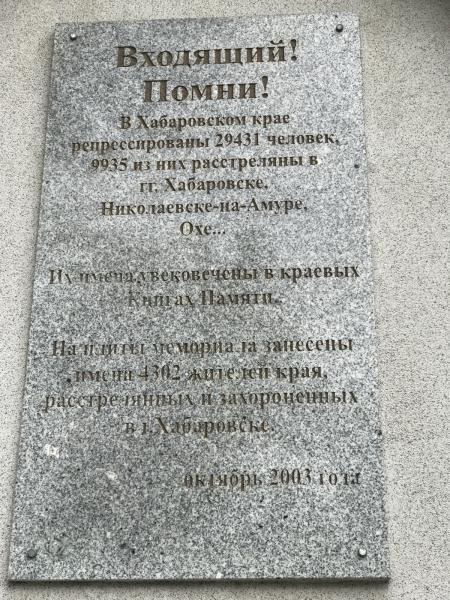 Входящий!
Помни!
В Хабаровском крае
репрессированы 29431 человек,
9935 из них расстреляны в
гг. Хабаровске,
Николаевске-на-Амуре,
Охе...
Их имена увековечены в краевых
Книгах Памяти.
На плиты мемориала занесены
имена 4302 жителей края,
расстрелянных и захороненных
в г. Хабаровске.
октябрь 2003 года